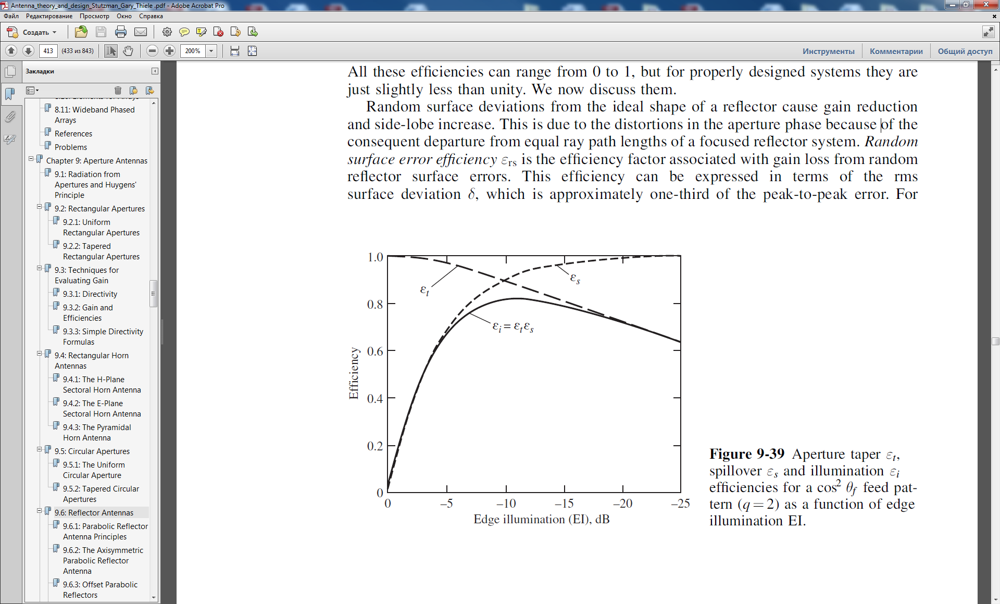 Antenna_theory_and_design_Stutzman_Gary_Thiele .pdf - Adobe Acrobat Pro
Файл Редактирование Просмотр Окно Справка
Создать
413 (433 из 843) 200% Инструменты Комментарии Общий доступ
Закладки
8.11: Wideband Phased
Arrays
References
Problems
Chapter 9: Aperture Antennas
9.1: Radiation from
Apertures and Huygens'
Principle
9.2: Rectangular Apertures
9.2.1: Uniform
Rectangular Apertures
9.2.2: Tapered
Rectangular Apertures
9.3: Techniques for
Evaluating Gain
9.3.1: Directivity
9.3.2: Gain and
Efficiencies
9.3.3: Simple Directivity
Formulas
9.4: Rectangular Horn
Antennas
9.4.1: The H-Plane
Sectoral Horn Antenna
9.4.2: The E-Plane
Sectoral Horn Antenna
9.4.3: The Pyramidal
Horn Antenna
9.5: Circular Apertures
9.5.1: The Uniform
Circular Aperture
9.5.2: Tapered Circular
Apertures
9.6: Reflector Antennas
9.6.1: Parabolic Reflector
Antenna Principles
9.6.2: The Axisymmetric
Parabolic Reflector
Antenna
9.6.3: Offset Parabolic
Reflectors
All these efficiencies can range from 0 to 1, but for properly designed systems they are
just slightly less than unity. We now discuss them.
Random surface deviations from the ideal shape of a reflector cause gain reduction
and side-lobe increase. This is due to the distortions in the aperture phase because of the
consequent departure from equal ray path lengths of a focused reflector system. Random
surface error efficiency εrs is the efficiency factor associated with gain loss from random
reflector surface errors. This efficiency can be expressed in terms of the rms
surface deviation δ, which is approximately one-third of the peak-to-peak error. For
1.0
0.8
0.6
0.4
0.2
0
Efficiency
εt
εs
εi = εtεs
0 –5 –10 –15 –20 –25
Edge illumination (EI), dB
Figure 9-39 Aperture taper εt,
spillover εs and illumination εi
efficiencies for a cos² θf feed pat-
tern (q = 2) as a function of edge
illumination EI.